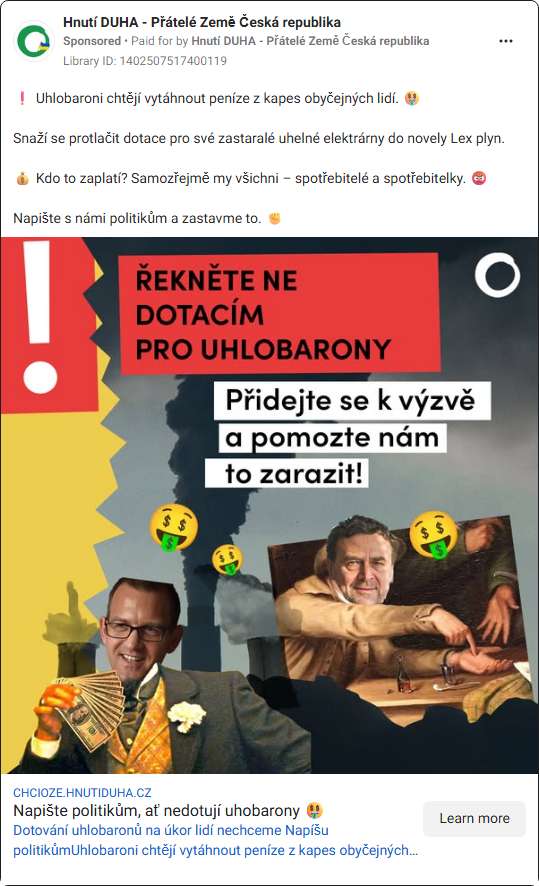 Hnutí DUHA - Přátelé Země Česká republika
Sponsored • Paid for by Hnutí DUHA - Přátelé Země Česká republika
Library ID: 1402507517400119
❗ Uhlobaroni chtějí vytáhnout peníze z kapes obyčejných lidí. 🤑
Snaží se protlačit dotace pro své zastaralé uhelné elektrárny do novely Lex plyn.
💰 Kdo to zaplatí? Samozřejmě my všichni – spotřebitelé a spotřebitelky. 😡
Napište s námi politikům a zastavme to. ✊
ŘEKNĚTE NE
DOTACÍM
PRO UHLOBARONY
Přidejte se k výzvě
a pomozte nám
to zarazit!
CHCIOZE.HNUTIDUHA.CZ
Napište politikům, ať nedotují uhobarony 🤑
Dotování uhlobaronů na úkor lidí nechceme Napíšu
politikůmUhlobaroni chtějí vytáhnout peníze z kapes obyčejných...
Learn more